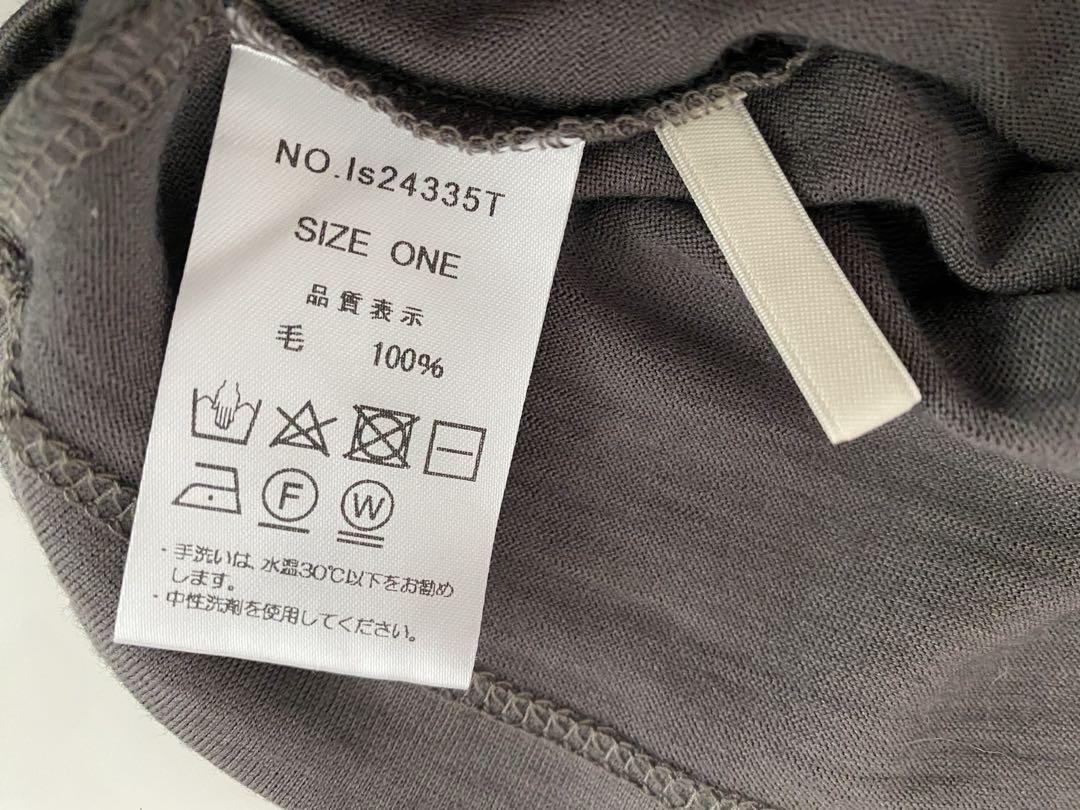 NO.ls24335T
SIZE ONE
品質表示
毛 100%
F W
・手洗いは、水温30℃以下をお勧め
します。
・中性洗剤を使用してください。